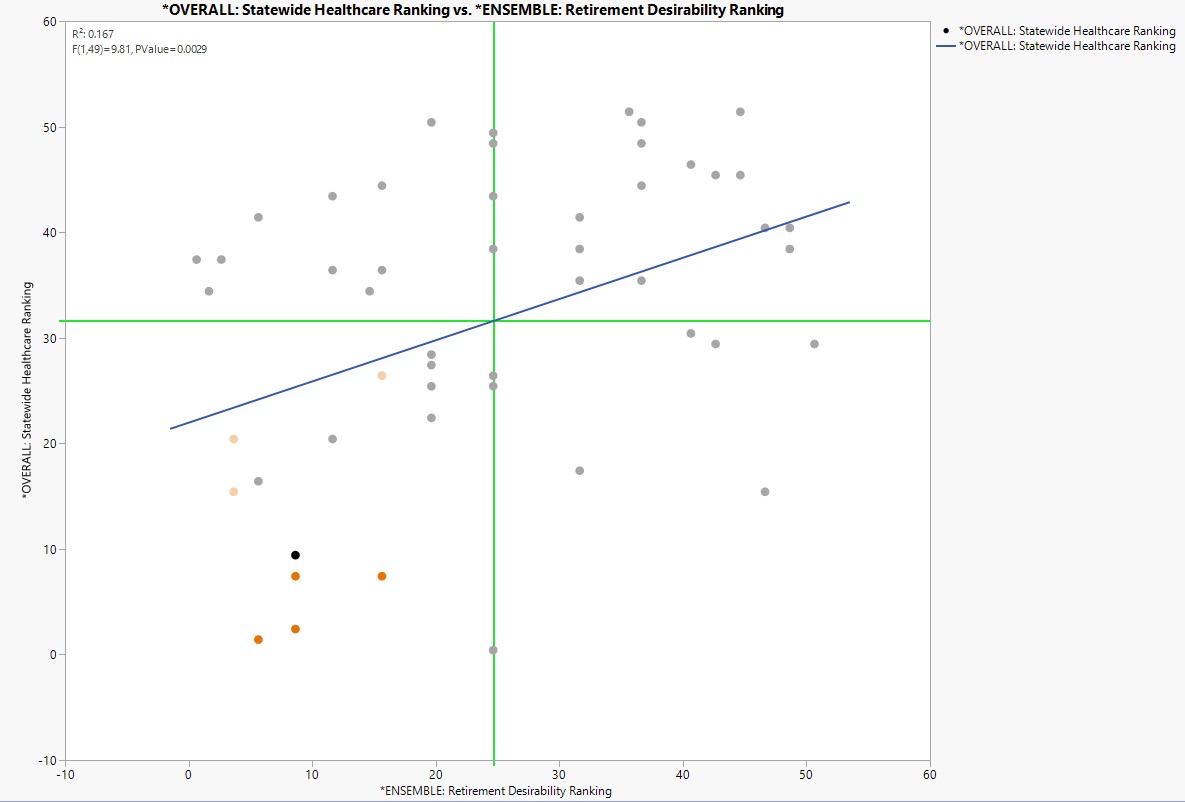 *OVERALL: Statewide Healthcare Ranking vs. *ENSEMBLE: Retirement Desirability Ranking
R²: 0.167
F(1,49)=9.81, PValue=0.0029
*OVERALL: Statewide Healthcare Ranking
*OVERALL: Statewide Healthcare Ranking
*OVERALL: Statewide Healthcare Ranking
60
50
40
30
20
10
0
-10
-10 0 10 20 30 40 50 60
*ENSEMBLE: Retirement Desirability Ranking